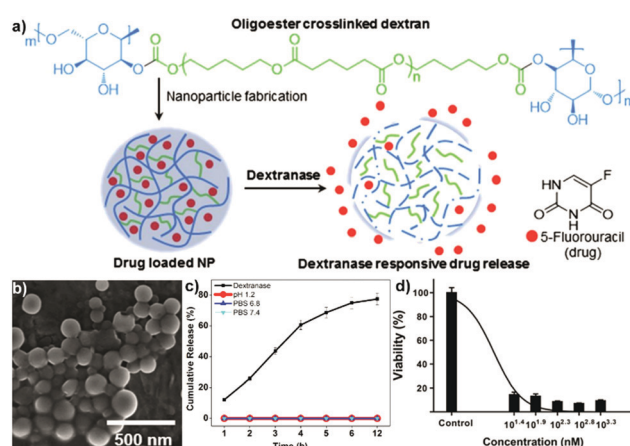 a)
Oligoester crosslinked dextran
m
O
O
HO
OH
O
O
O
O
O
O
O
O
n
O
O
O
O
O
HO
OH
O
n
Nanoparticle fabrication
Dextranase
Drug loaded NP
Dextranase responsive drug release
HN
F
O
N
H
O
5-Fluorouracil
(drug)
b)
500 nm
c)
Cumulative Release (%)
80
60
40
20
0
Dextranase
pH 1.2
PBS 6.8
PBS 7.4
1 2 3 4 5 6 12
Time (h)
d)
Viability (%)
100
80
60
40
20
Control
10^1.4 10^1.9 10^2.3 10^2.8 10^3.3
Concentration (nM)